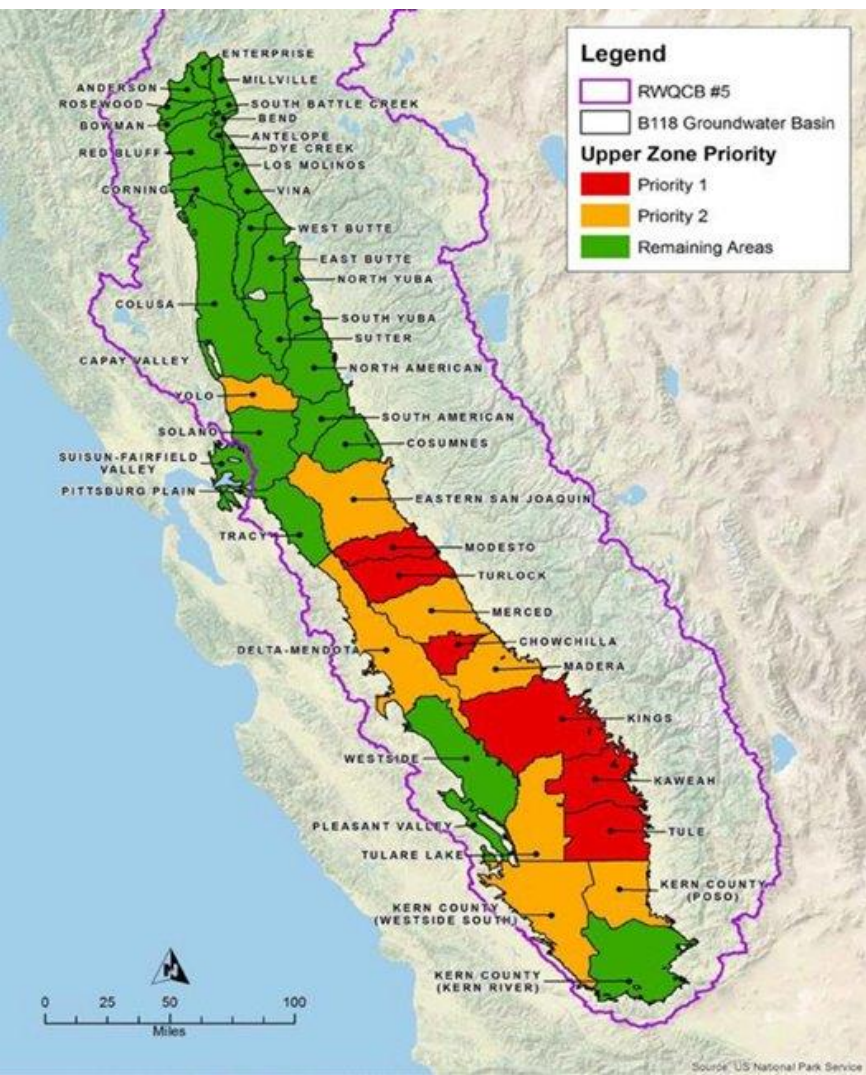 Legend
RWQCB #5
B118 Groundwater Basin
Upper Zone Priority
Priority 1
Priority 2
Remaining Areas
ENTERPRISE
MILLVILLE
ANDERSON
ROSEWOOD
SOUTH BATTLE CREEK
BEND
BOWMAN
ANTELOPE
DYE CREEK
RED BLUFF
LOS MOLINOS
CORNING
VINA
WEST BUTTE
EAST BUTTE
NORTH YUBA
COLUSA
SOUTH YUBA
SUTTER
CAPAY VALLEY
NORTH AMERICAN
YOLO
SOUTH AMERICAN
SOLANO
COSUMNES
SUISUN-FAIRFIELD
VALLEY
PITTSBURG PLAIN
EASTERN SAN JOAQUIN
TRACY
MODESTO
TURLOCK
MERCED
CHOWCHILLA
DELTA-MENDOTA
MADERA
KINGS
WESTSIDE
KAWEAH
PLEASANT VALLEY
TULE
TULARE LAKE
KERN COUNTY
(POSO)
KERN COUNTY
(WESTSIDE SOUTH)
KERN COUNTY
(KERN RIVER)
0 25 50 100
Miles
Source: US National Park Service